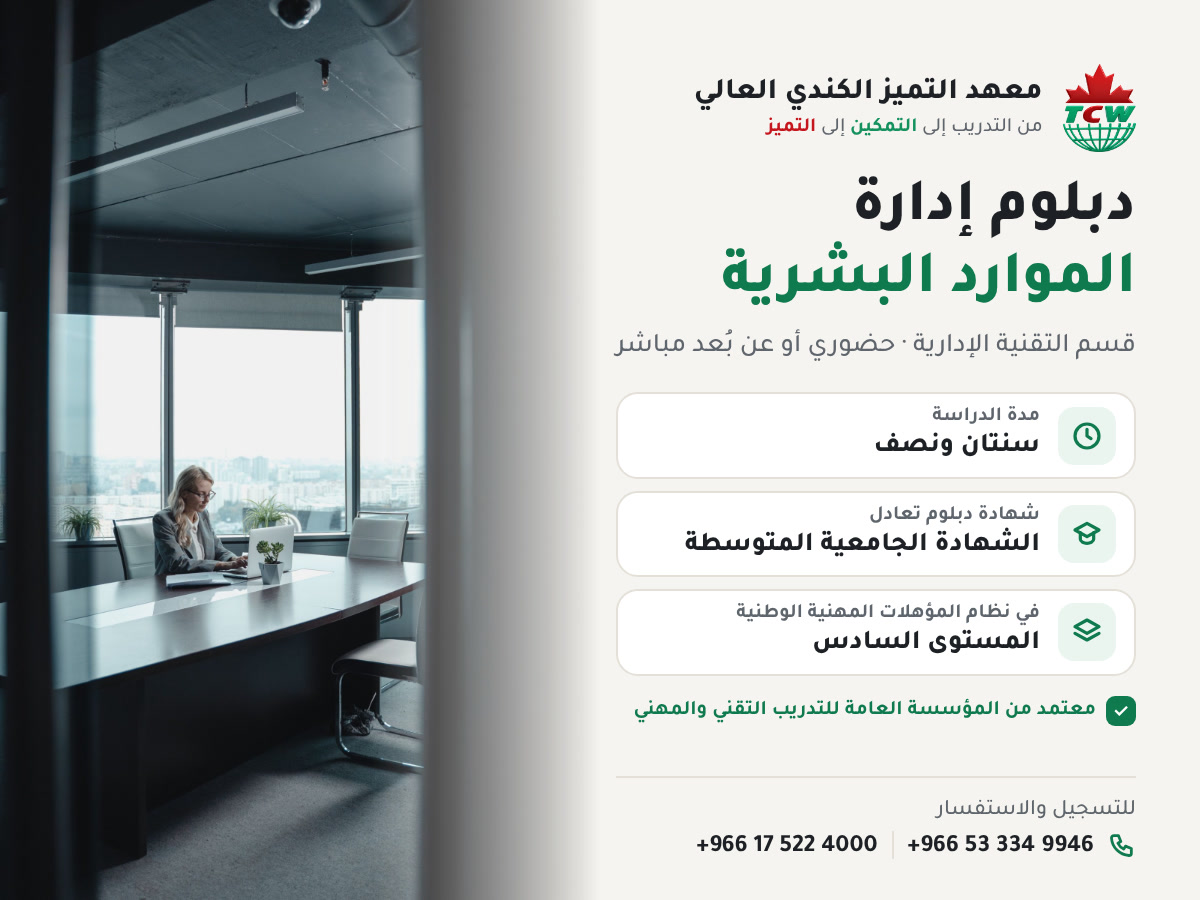 معهد التميز الكندي العالي
من التدريب إلى التمكين إلى التميز
TCW
دبلوم إدارة
الموارد البشرية
قسم التقنية الإدارية · حضوري أو عن بُعد مباشر
مدة الدراسة
سنتان ونصف
شهادة دبلوم تعادل
الشهادة الجامعية المتوسطة
في نظام المؤهلات المهنية الوطنية
المستوى السادس
معتمد من المؤسسة العامة للتدريب التقني والمهني
للتسجيل والاستفسار
+966 53 334 9946
+966 17 522 4000